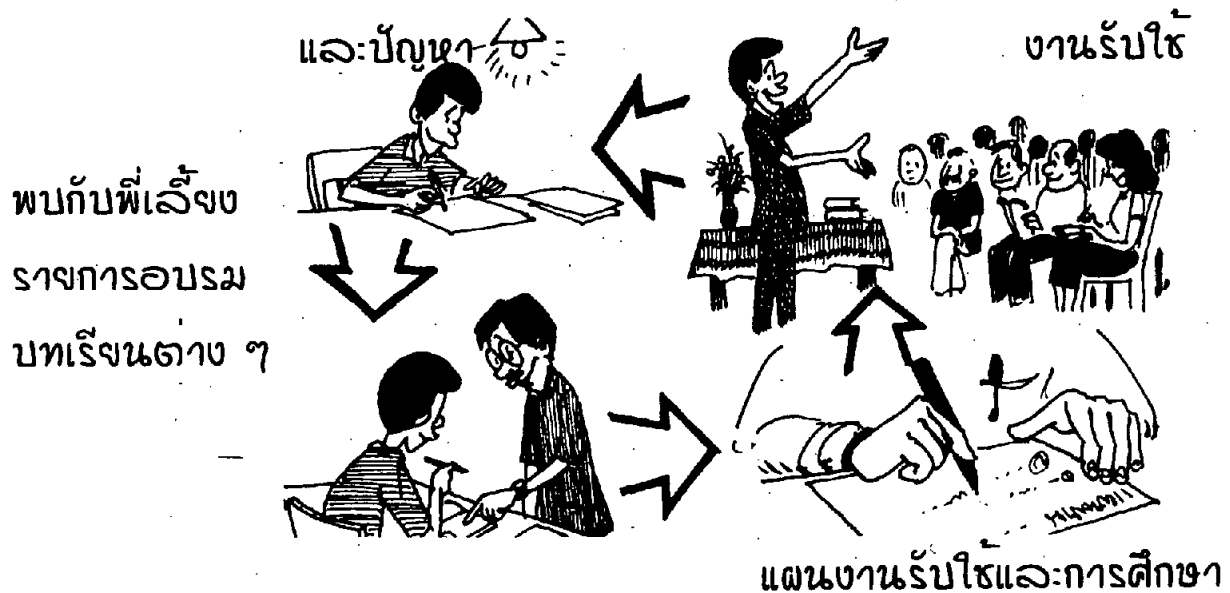 และปัญหา
งานรับใช้
พบกับพี่เลี้ยง
รายการอบรม
บทเรียนต่าง ๆ
แผนงานรับใช้และการศึกษา